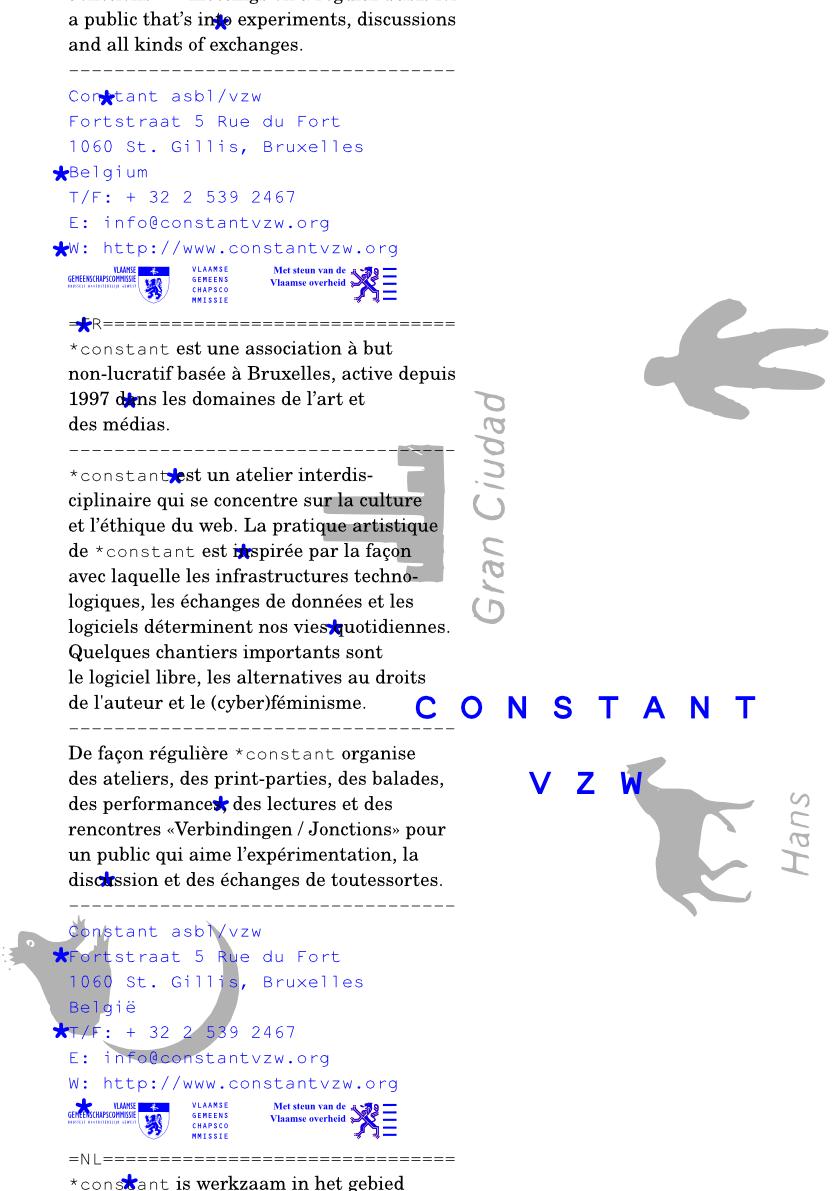 a public that's into experiments, discussions
and all kinds of exchanges.
----------------------------------
Constant asbl/vzw
Fortstraat 5 Rue du Fort
1060 St. Gillis, Bruxelles
*Belgium
T/F: + 32 2 539 2467
E: info@constantvzw.org
*W: http://www.constantvzw.org
VLAAMSE
GEMEENSCHAPSCOMMISSIE
VLAAMSE
GEMEENS
CHAPSCO
MMISSIE
Met steun van de
Vlaamse overheid
=FR===============================
*constant est une association à but
non-lucratif basée à Bruxelles, active depuis
1997 dans les domaines de l'art et
des médias.
----------------------------------
*constant est un atelier interdis-
ciplinaire qui se concentre sur la culture
et l'éthique du web. La pratique artistique
de *constant est inspirée par la façon
avec laquelle les infrastructures techno-
logiques, les échanges de données et les
logiciels déterminent nos vies quotidiennes.
Quelques chantiers importants sont
le logiciel libre, les alternatives au droits
de l'auteur et le (cyber)féminisme.
----------------------------------
De façon régulière *constant organise
des ateliers, des print-parties, des balades,
des performances, des lectures et des
rencontres «Verbindingen / Jonctions» pour
un public qui aime l'expérimentation, la
discussion et des échanges de toutessortes.
----------------------------------
Constant asbl/vzw
*Fortstraat 5 Rue du Fort
1060 St. Gillis, Bruxelles
België
*T/F: + 32 2 539 2467
E: info@constantvzw.org
W: http://www.constantvzw.org
VLAAMSE
GEMEENSCHAPSCOMMISSIE
VLAAMSE
GEMEENS
CHAPSCO
MMISSIE
Met steun van de
Vlaamse overheid
=NL===============================
*constant is werkzaam in het gebied
Gran Ciudad
CONSTANT
VZW
Hans